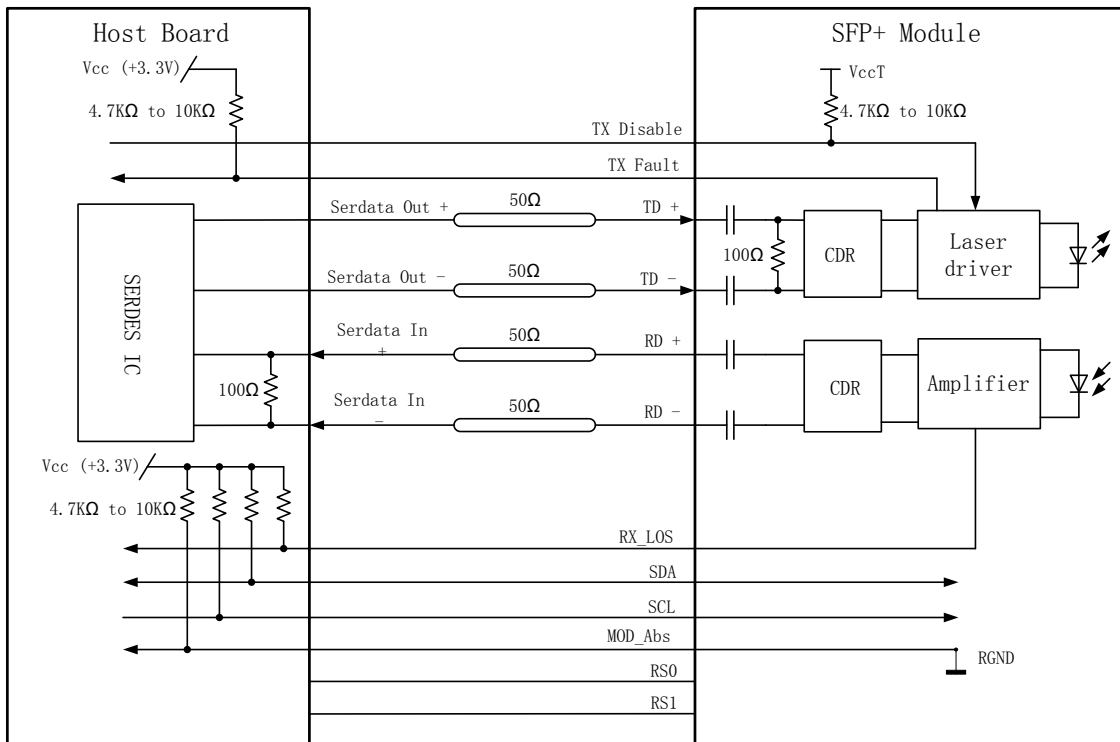 Host Board
SFP+ Module
Vcc (+3.3V)
VccT
4.7KΩ to 10KΩ
4.7KΩ to 10KΩ
TX Disable
TX Fault
Serdata Out +
50Ω
TD +
100Ω
CDR
Laser
driver
Serdata Out −
50Ω
TD −
SERDES IC
Serdata In
+
50Ω
RD +
100Ω
CDR
Amplifier
Serdata In
−
50Ω
RD −
Vcc (+3.3V)
4.7KΩ to 10KΩ
RX_LOS
SDA
SCL
MOD_Abs
RGND
RS0
RS1